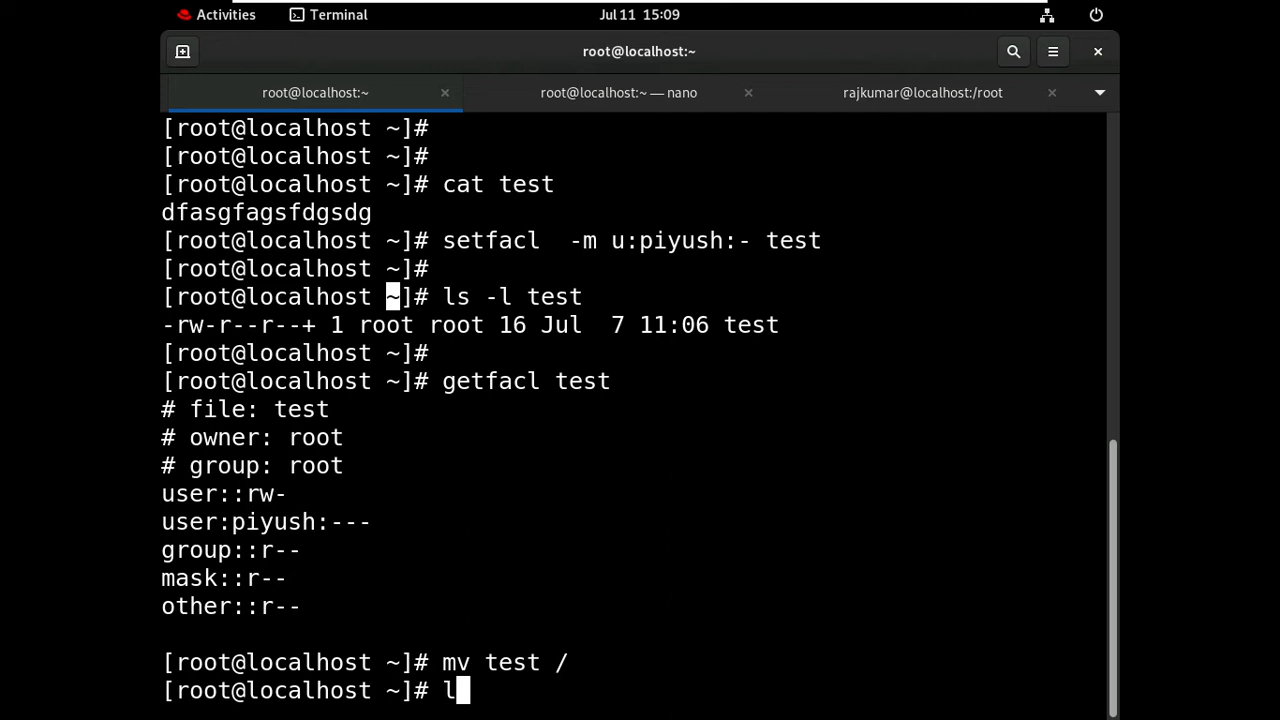 Activities Terminal Jul 11 15:09
root@localhost:~
root@localhost:~ root@localhost:~ — nano rajkumar@localhost:/root
[root@localhost ~]#
[root@localhost ~]#
[root@localhost ~]# cat test
dfasgfagsfdgsdg
[root@localhost ~]# setfacl  -m u:piyush:- test
[root@localhost ~]#
[root@localhost ~]# ls -l test
-rw-r--r--+ 1 root root 16 Jul  7 11:06 test
[root@localhost ~]#
[root@localhost ~]# getfacl test
# file: test
# owner: root
# group: root
user::rw-
user:piyush:---
group::r--
mask::r--
other::r--
[root@localhost ~]# mv test /
[root@localhost ~]# l